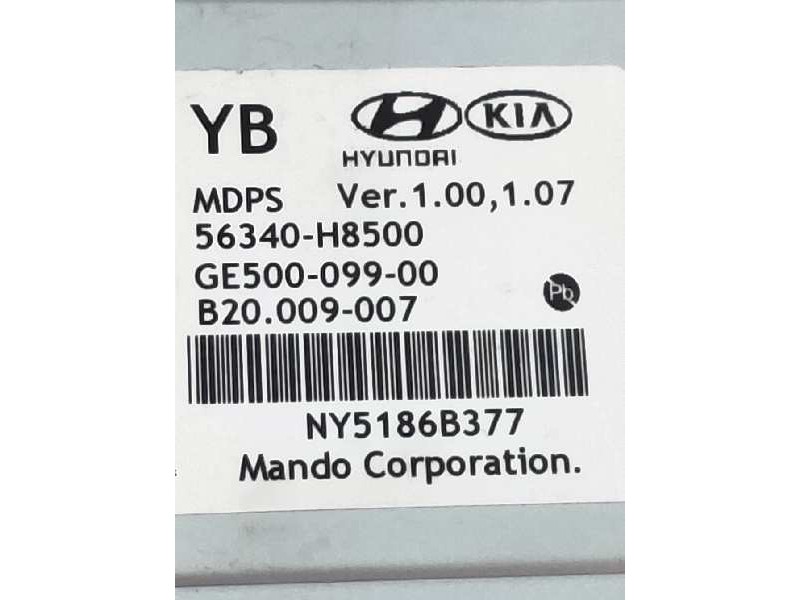 YB
HYUNDAI
KIA
MDPS Ver.1.00,1.07
56340-H8500
GE500-099-00
B20.009-007
Pb
NY5186B377
Mando Corporation.